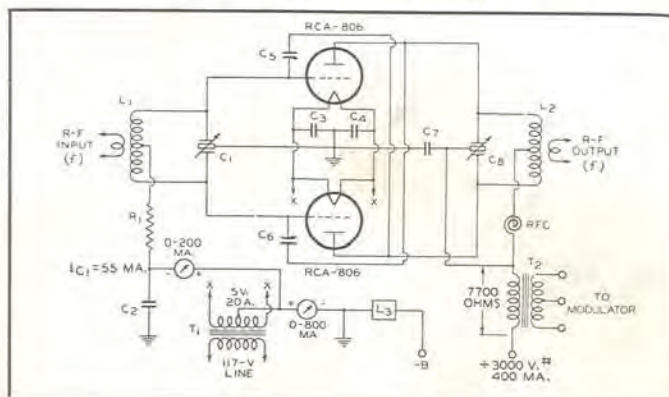 RCA-806
C5
L1
L2
C3
C4
C7
R-F
INPUT
(f)
C1
C8
R-F
OUTPUT
(f)
X
X
R1
C6
RFC
0-200
MA.
RCA-806
Ic1=55 MA.
T2
7700
OHMS
X
5V.
20A.
X
C2
T1
0-800
MA
L3
TO
MODULATOR
117-V
LINE
-B
+3000 V.#
400 MA.